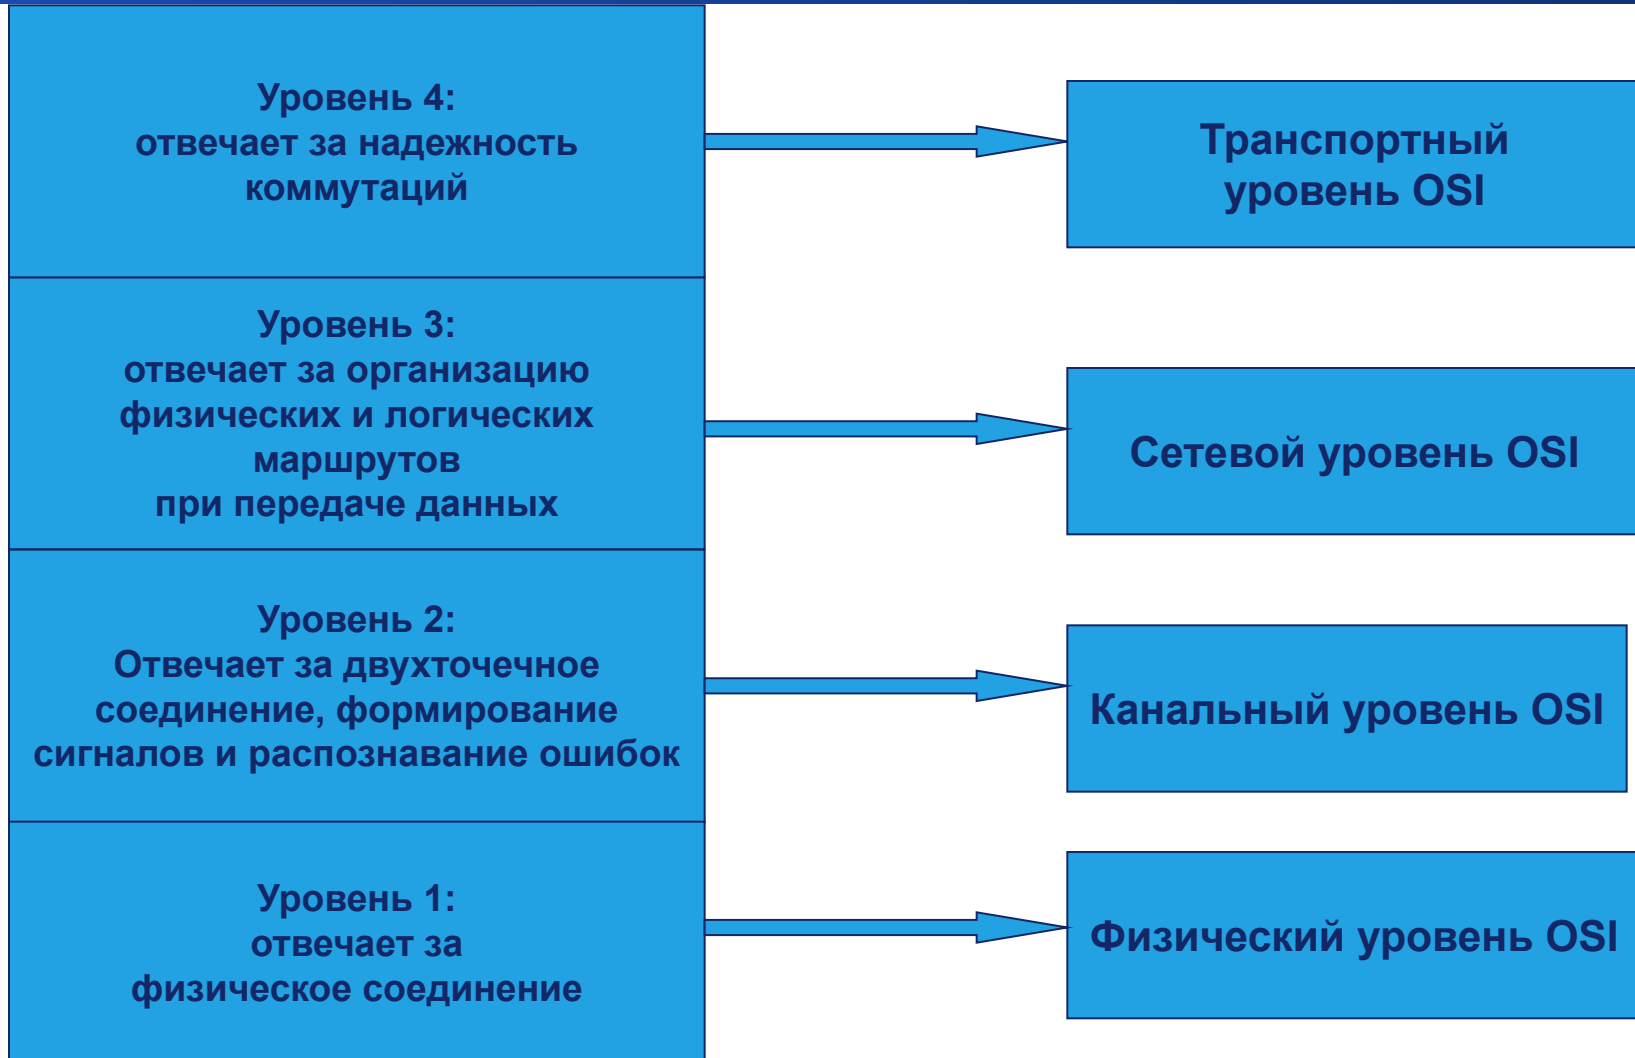 Уровень 4:
отвечает за надежность
коммутаций
Транспортный
уровень OSI
Уровень 3:
отвечает за организацию
физических и логических
маршрутов
при передаче данных
Сетевой уровень OSI
Уровень 2:
Отвечает за двухточечное
соединение, формирование
сигналов и распознавание ошибок
Канальный уровень OSI
Уровень 1:
отвечает за
физическое соединение
Физический уровень OSI